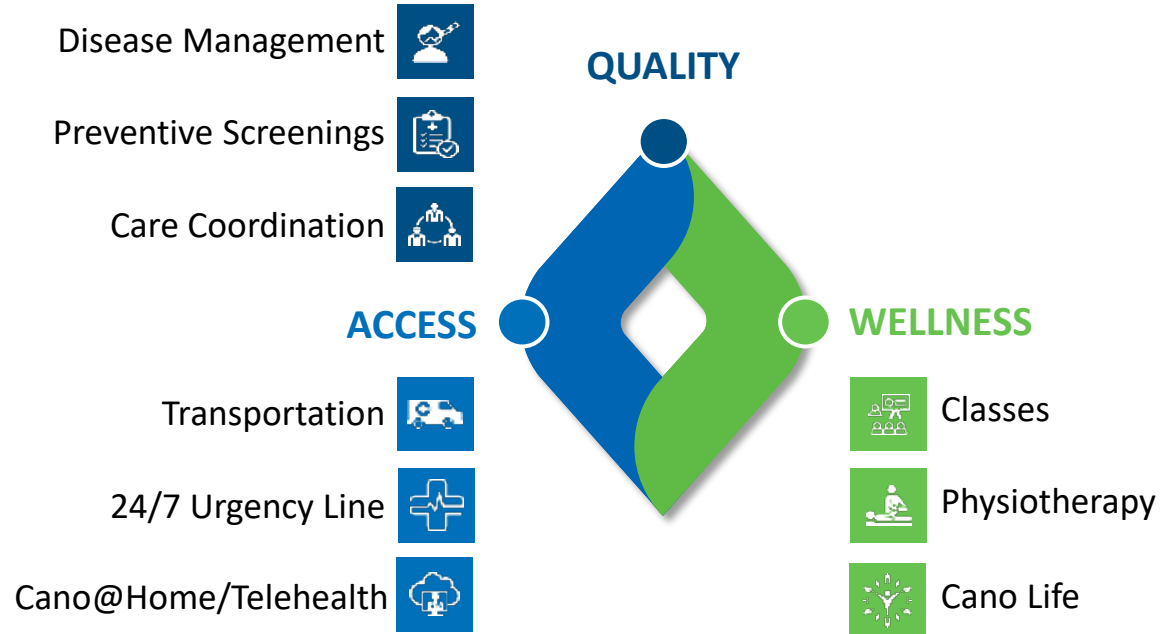 QUALITY
Disease Management
Preventive Screenings
Care Coordination
ACCESS
Transportation
24/7 Urgency Line
Cano@Home/Telehealth
WELLNESS
Classes
Physiotherapy
Cano Life